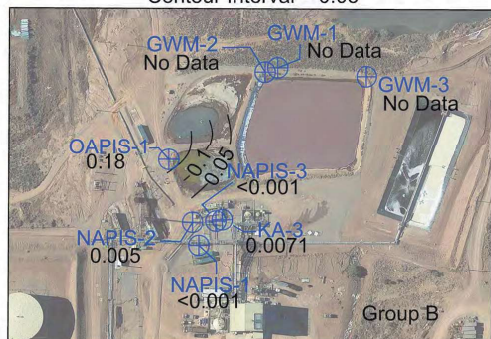 Contour Interval = 0.05
GWM-1
No Data
GWM-2
No Data
GWM-3
No Data
OAPIS-1
0.18
0.1
0.05
NAPIS-3
<0.001
NAPIS-2
0.005
KA-3
0.0071
NAPIS-1
<0.001
Group B